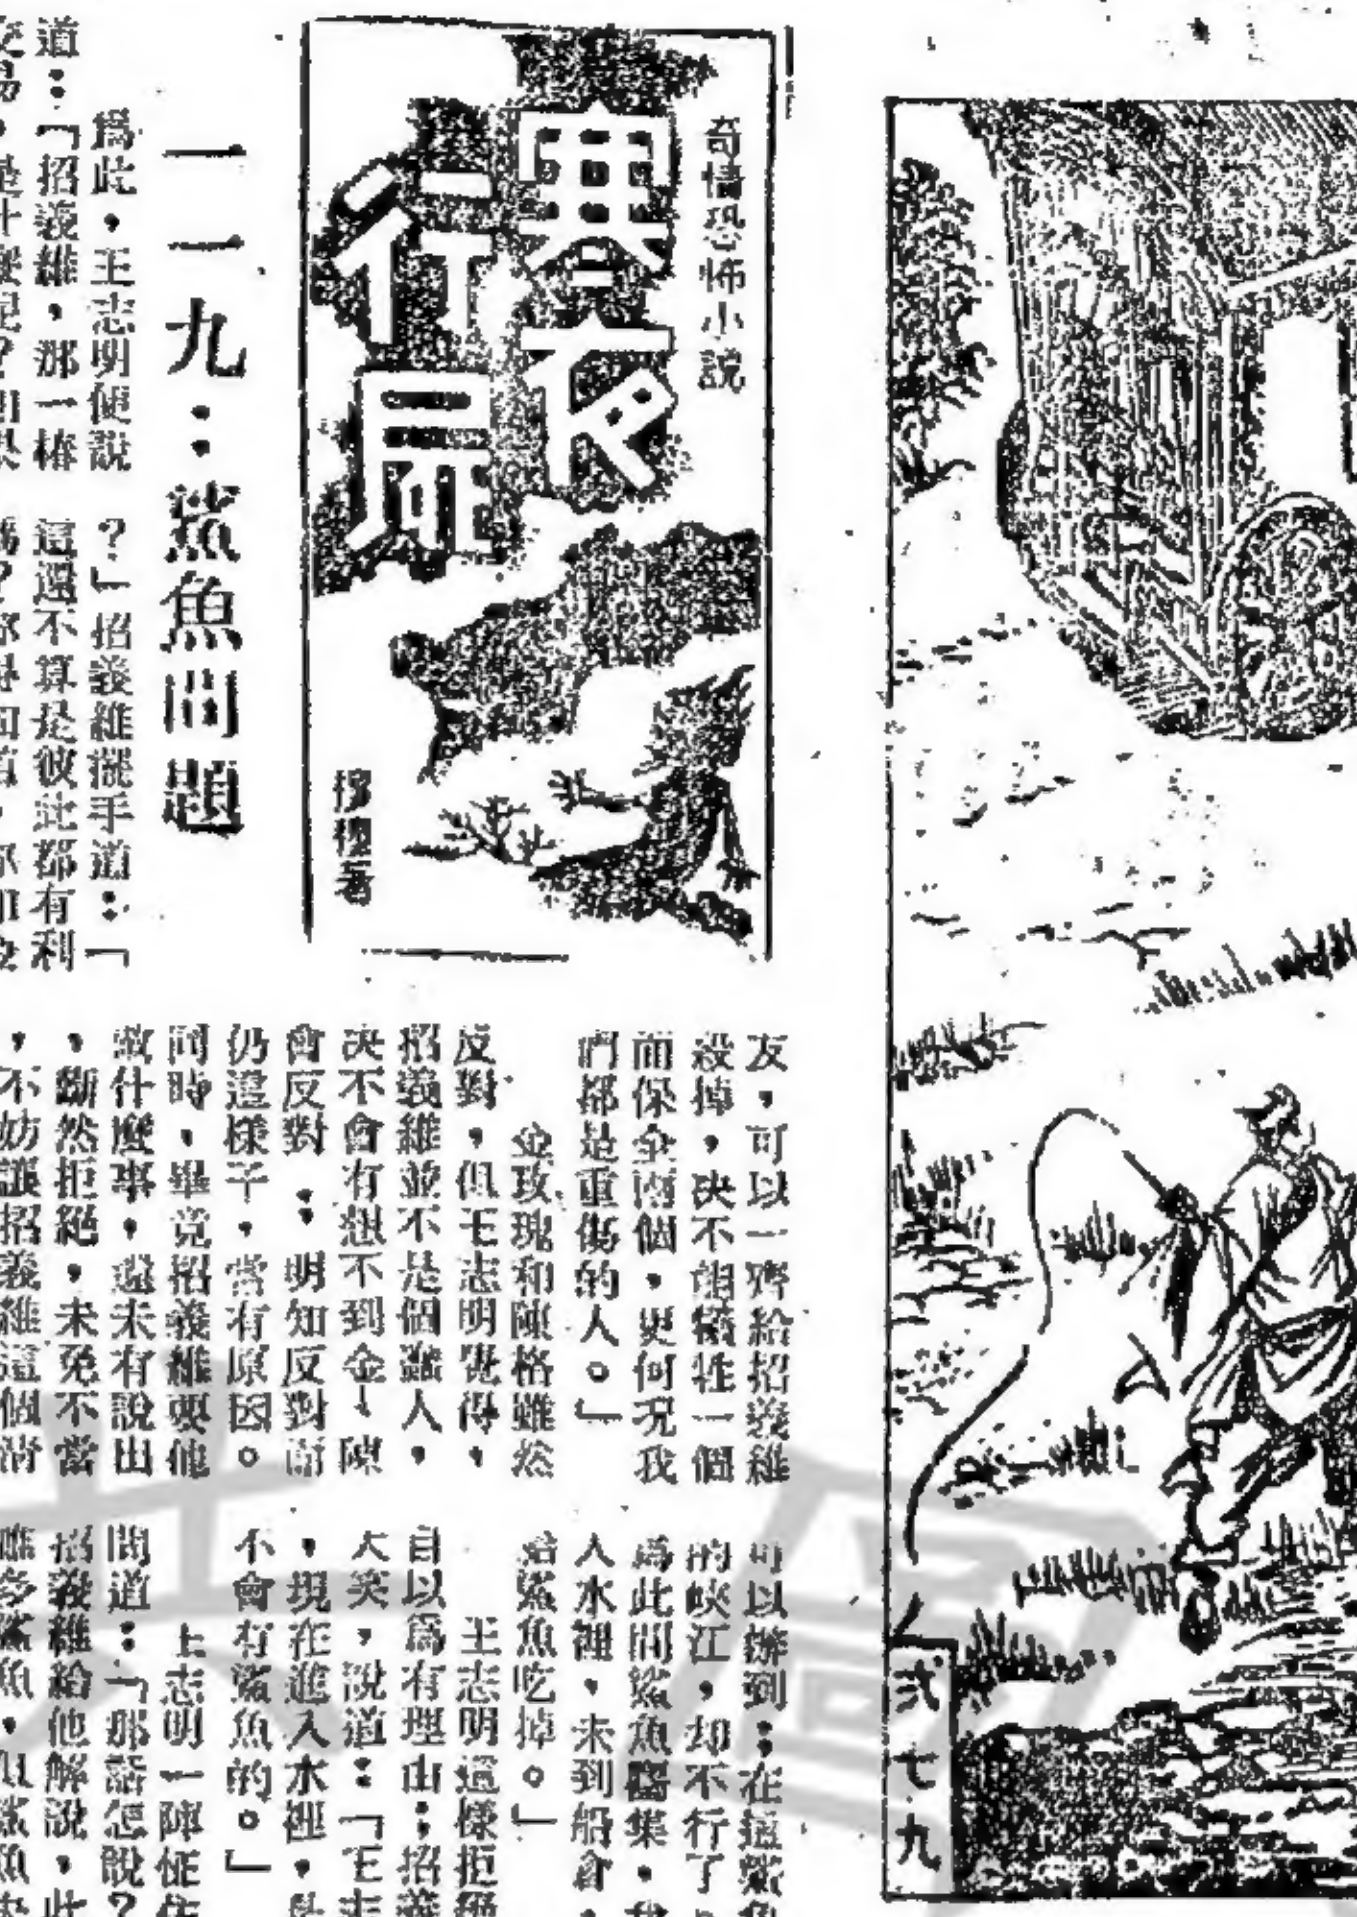 奇情恐怖小說
寒夜
行屍
一一九：鯊魚問題
爲此，王志明便說
道：「招義維，那一樁
？」招義維擺手道：「
這還不算是彼此都有利
友，可以一齊給招義維
殺掉，决不能犧牲一個
而保全兩個，更何况我
們都是重傷的人。」
金玫瑰和陳格雖然
反對，但王志明覺得，
招義維並不是個蠢人，
决不會有想不到金、陳
會反對；明知反對而
仍這樣子，當有原因。
同時，畢竟招義維要他
做什麼事，還未有說出
，斷然拒絕，未免不當
，不妨讓招義維這個
可以辦到；在這鯊魚
的峽江，却不行了，
爲此間鯊魚麕集，
人水裡，未到船倉，
給鯊魚吃掉。」
王志明這樣拒絕
自以爲有理由；招義
大笑，說道：「王志
，現在進入水裡，
不會有鯊魚的。」
王志明一陣怔住
問道：「那話怎說？
招義維給他解說，此
雖多鯊魚，但鯊魚
弍七九